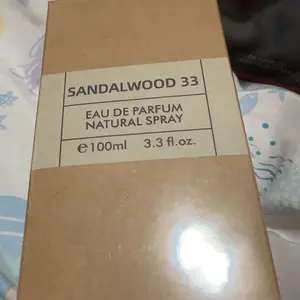 SANDALWOOD 33
EAU DE PARFUM
NATURAL SPRAY
℮100ml 3.3 fl.oz.